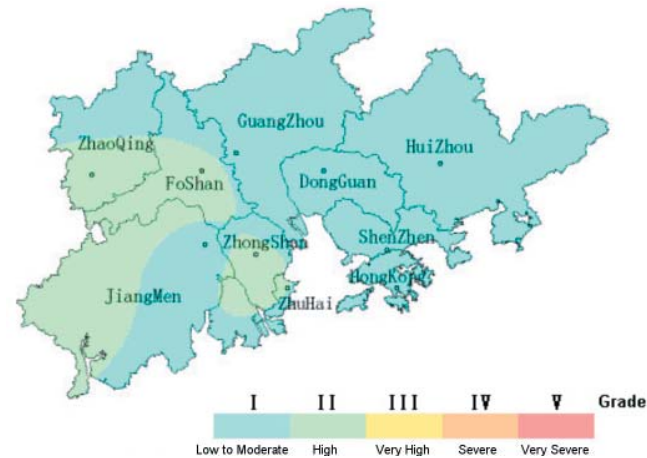 GuangZhou
ZhaoQing
HuiZhou
FoShan
DongGuan
ZhongShan
ShenZhen
HongKong
JiangMen
ZhuHai
I II III IV V Grade
Low to Moderate High Very High Severe Very Severe